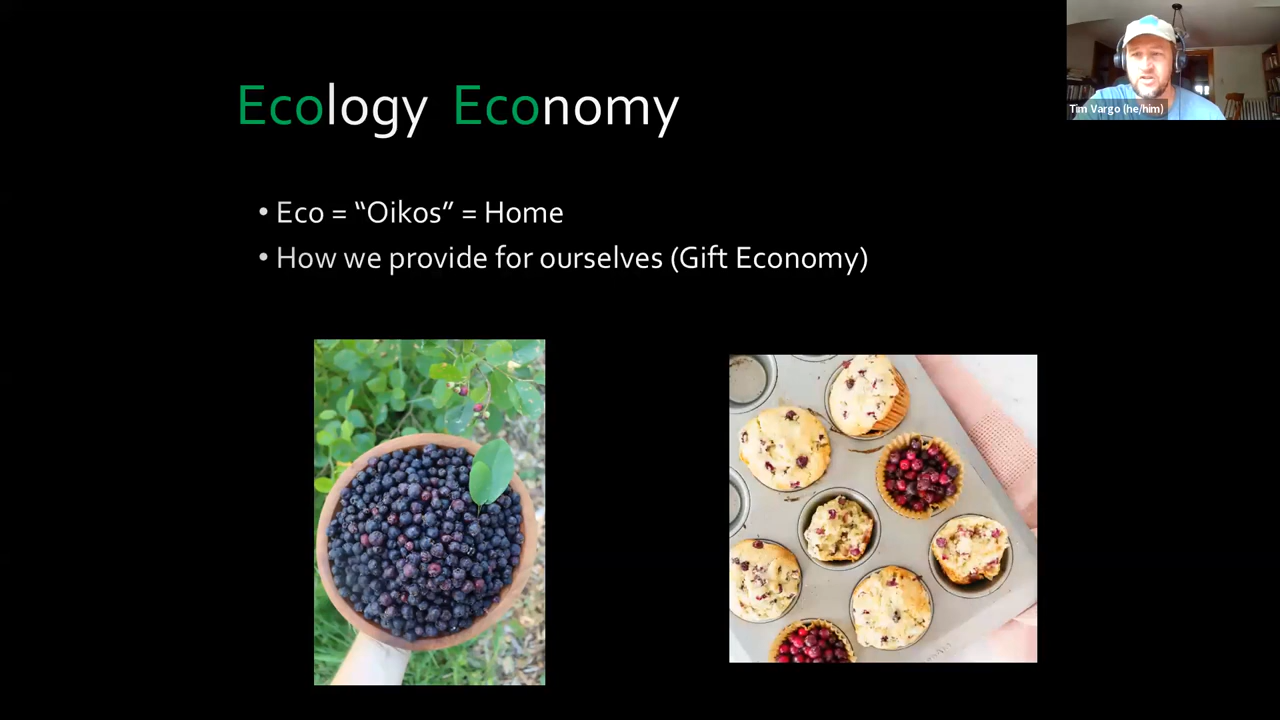 Ecology Economy
Tim Vargo (he/him)
• Eco = “Oikos” = Home
• How we provide for ourselves (Gift Economy)